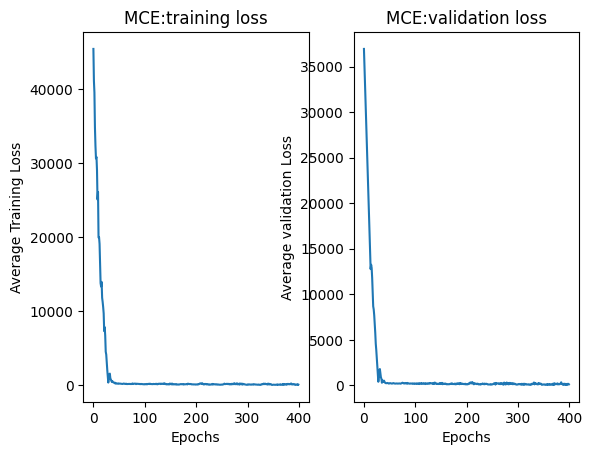 MCE:training loss
Average Training Loss
40000
30000
20000
10000
0
0 100 200 300 400
Epochs
MCE:validation loss
Average validation Loss
35000
30000
25000
20000
15000
10000
5000
0
0 100 200 300 400
Epochs